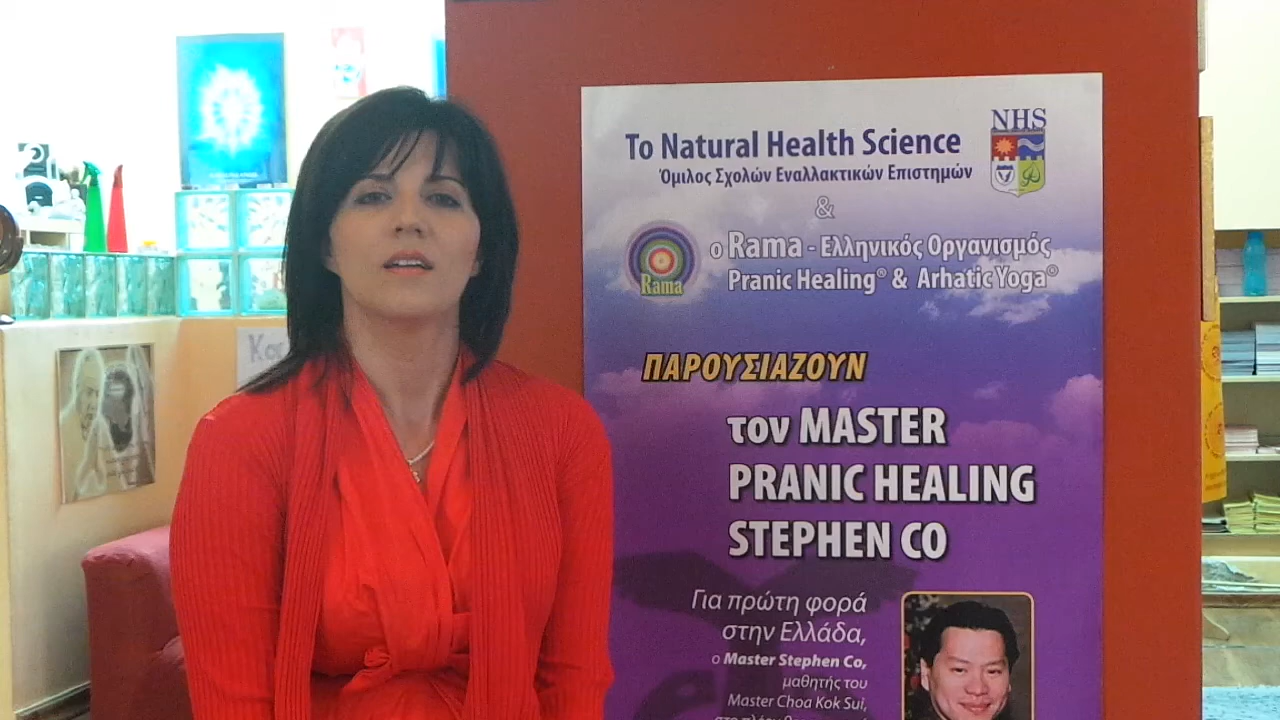 Το Natural Health Science
Όμιλος Σχολών Εναλλακτικών Επιστημών
NHS
&
ο Rama - Ελληνικός Οργανισμός
Pranic Healing® & Arhatic Yoga®
Rama
ΠΑΡΟΥΣΙΑΖΟΥΝ
τον MASTER
PRANIC HEALING
STEPHEN CO
Για πρώτη φορά
στην Ελλάδα,
ο Master Stephen Co,
μαθητής του
Master Choa Kok Sui,